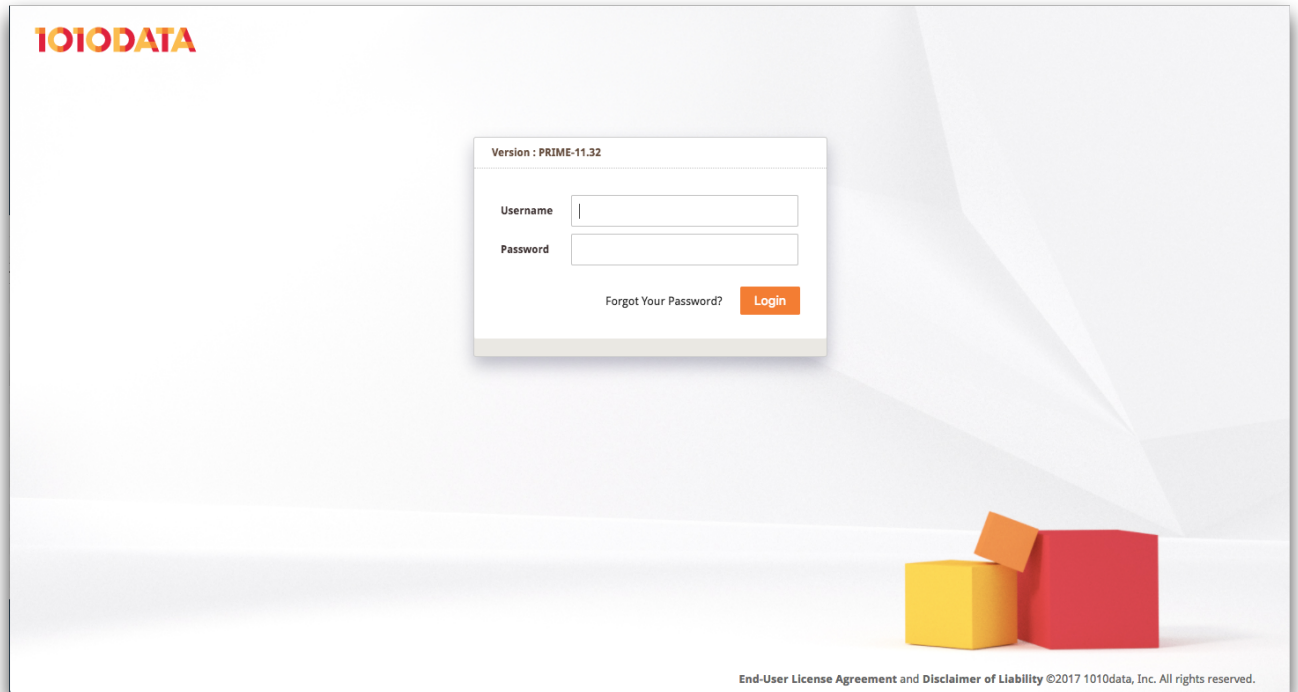 1010DATA
Version : PRIME-11.32
Username
Password
Forgot Your Password? Login
End-User License Agreement and Disclaimer of Liability ©2017 1010data, Inc. All rights reserved.